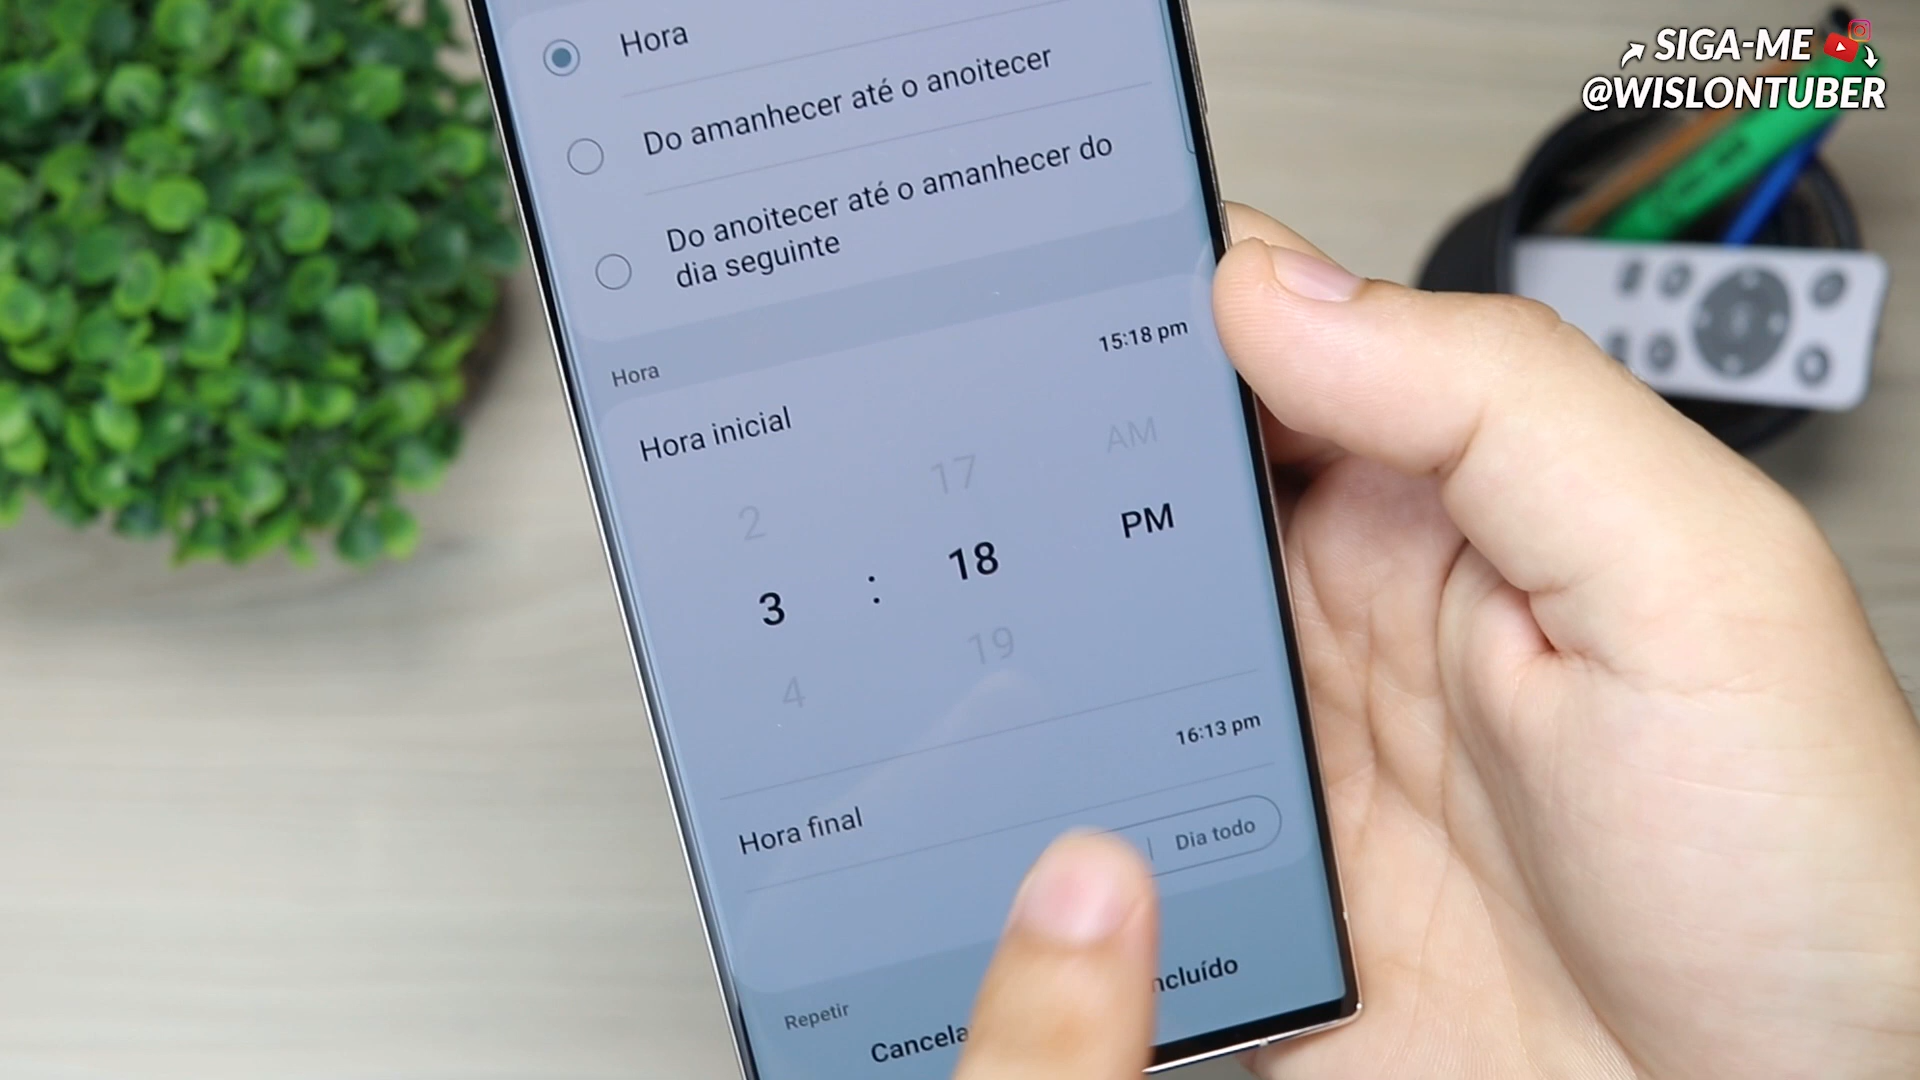 SIGA-ME
@WISLONTUBER
Hora
Do amanhecer até o anoitecer
Do anoitecer até o amanhecer do
dia seguinte
Hora
15:18 pm
Hora inicial
2 17 AM
3 : 18 PM
4 19
16:13 pm
Hora final
Dia todo
Repetir
Cancela
ncluído